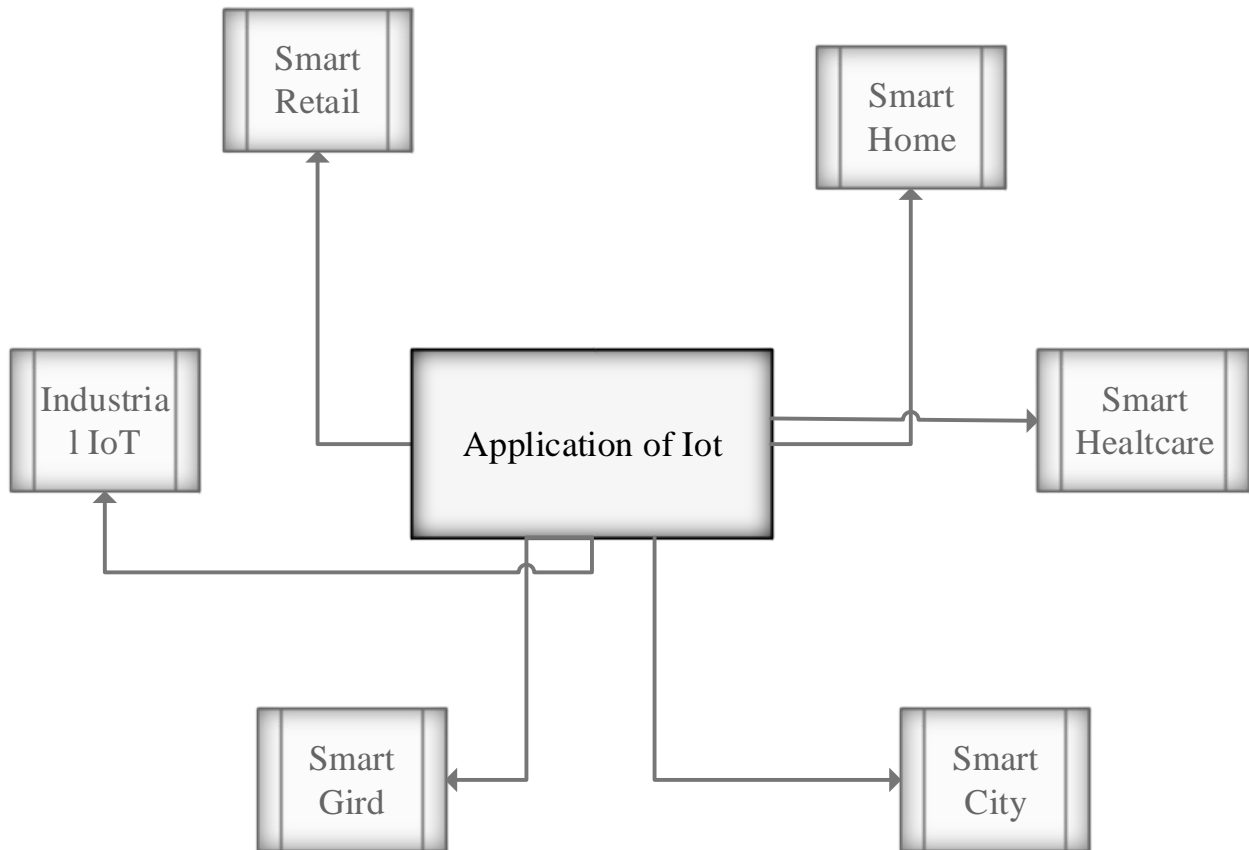 Smart
Retail
Smart
Home
Industria
l IoT
Application of Iot
Smart
Healtcare
Smart
Gird
Smart
City